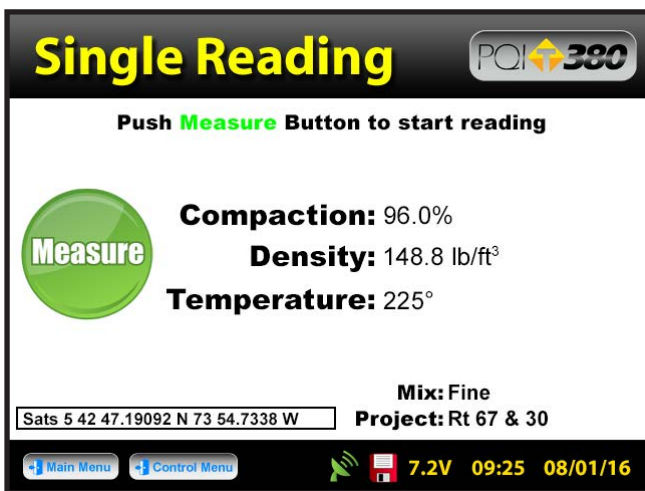 Single Reading
PQI T 380
Push Measure Button to start reading
Measure
Compaction: 96.0%
Density: 148.8 lb/ft³
Temperature: 225°
Mix: Fine
Sats 5 42 47.19092 N 73 54.7338 W
Project: Rt 67 & 30
Main Menu
Control Menu
7.2V
09:25
08/01/16